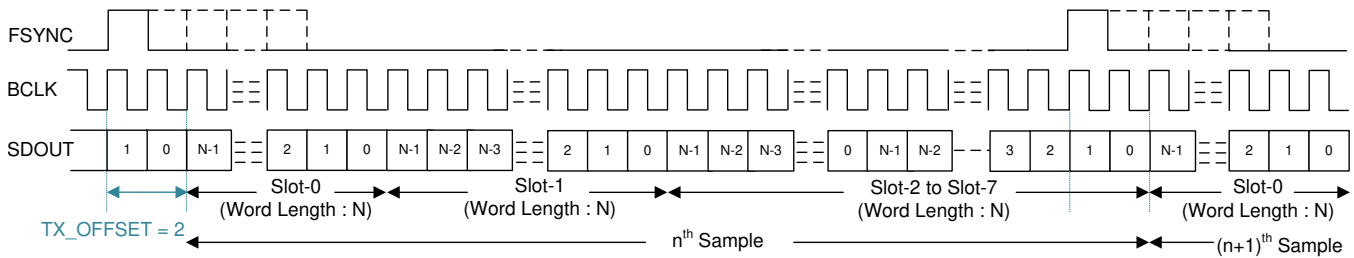 FSYNC
BCLK
SDOUT 1 0 N-1 2 1 0 N-1 N-2 N-3 2 1 0 N-1 N-2 N-3 0 N-1 N-2 3 2 1 0 N-1 2 1 0
Slot-0 Slot-1 Slot-2 to Slot-7 Slot-0
(Word Length : N) (Word Length : N) (Word Length : N) (Word Length : N)
TX_OFFSET = 2 nth Sample (n+1)th Sample